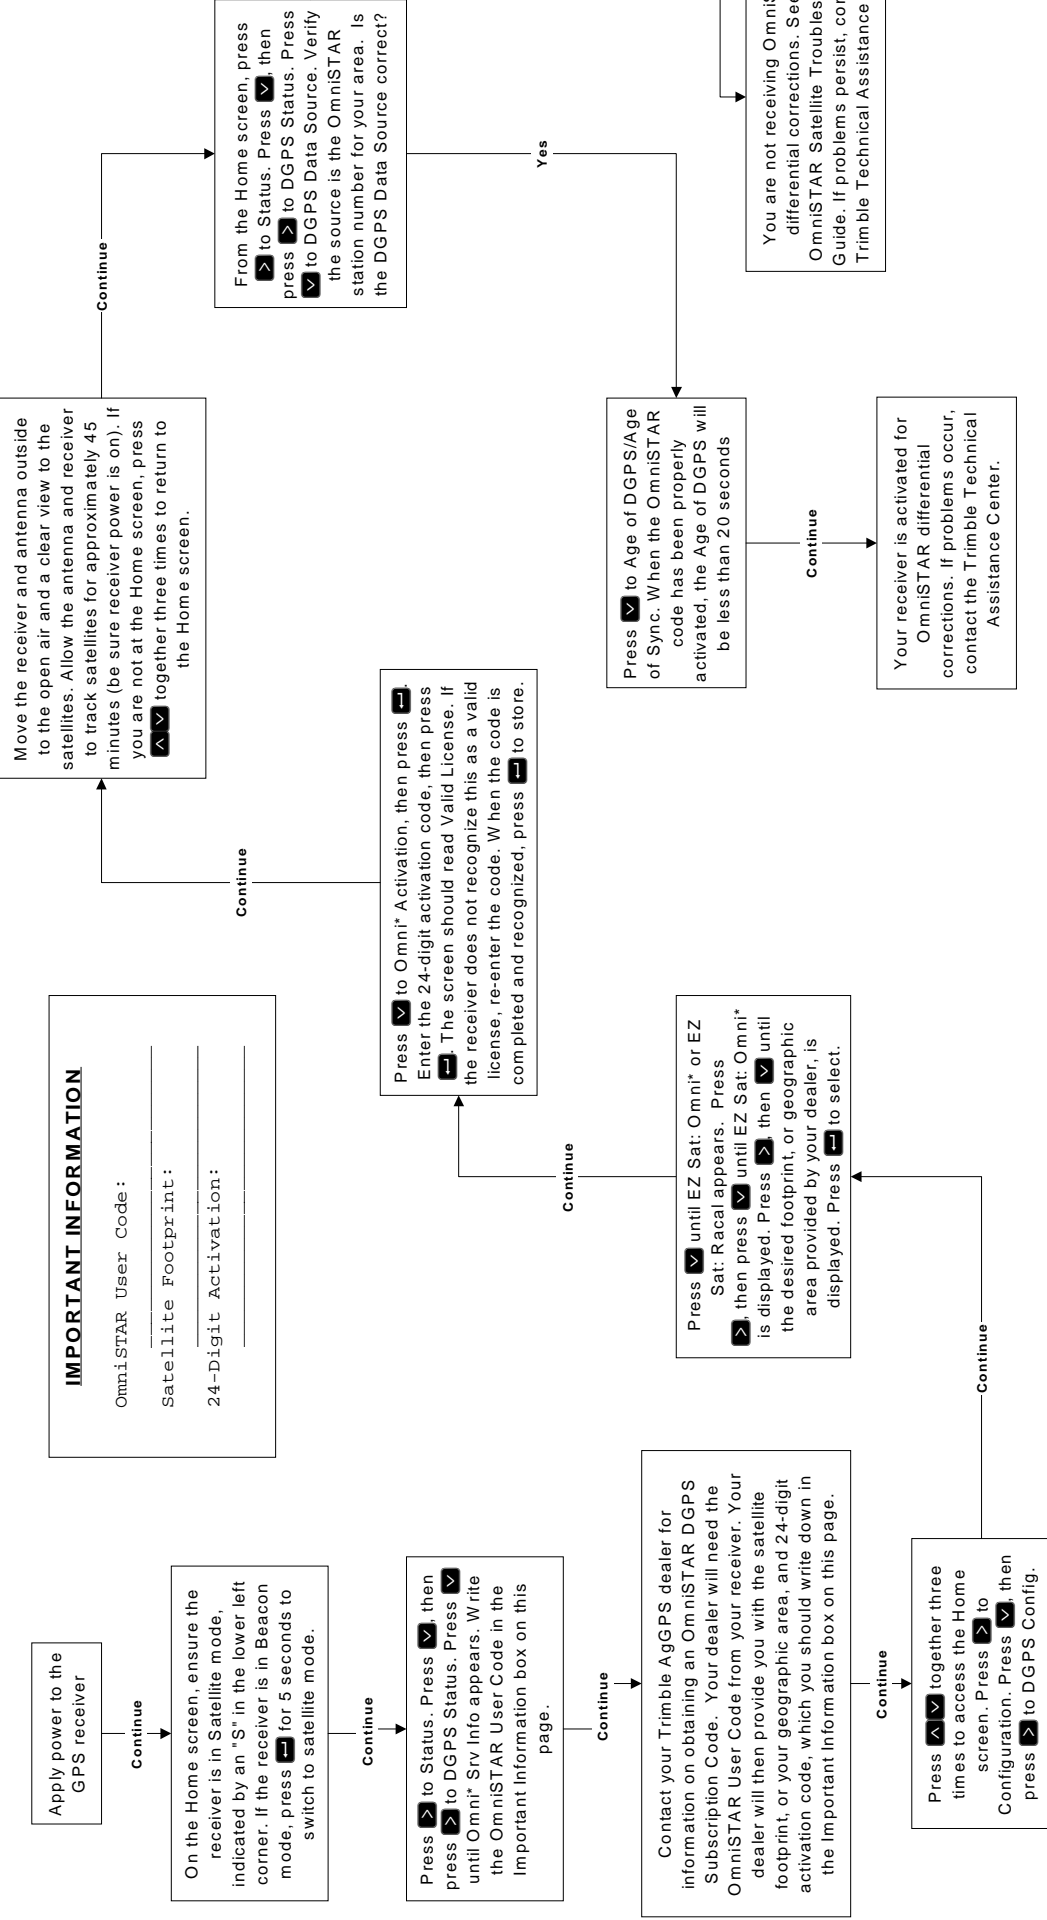 Apply power to the
GPS receiver
Continue
On the Home screen, ensure the
receiver is in Satellite mode,
indicated by an "S" in the lower left
corner. If the receiver is in Beacon
mode, press for 5 seconds to
switch to satellite mode.
Continue
Press > to Status. Press ˅, then
press > to DGPS Status. Press ˅
until Omni* Srv Info appears. Write
the OmniSTAR User Code in the
Important Information box on this
page.
Continue
Contact your Trimble AgGPS dealer for
information on obtaining an OmniSTAR DGPS
Subscription Code. Your dealer will need the
OmniSTAR User Code from your receiver. Your
dealer will then provide you with the satellite
footprint, or your geographic area, and 24-digit
activation code, which you should write down in
the Important Information box on this page.
Continue
Press ˄ ˅ together three
times to access the Home
screen. Press > to
Configuration. Press ˅, then
press > to DGPS Config.
Continue
IMPORTANT INFORMATION
OmniSTAR User Code:
Satellite Footprint:
24-Digit Activation:
Press ˅ until EZ Sat: Omni* or EZ
Sat: Racal appears. Press
>, then press ˅ until EZ Sat: Omni*
is displayed. Press >, then ˅ until
the desired footprint, or geographic
area provided by your dealer, is
displayed. Press ↵ to select.
Continue
Press ˅ to Omni* Activation, then press ↵.
Enter the 24-digit activation code, then press
↵. The screen should read Valid License. If
the receiver does not recognize this as a valid
license, re-enter the code. When the code is
completed and recognized, press ↵ to store.
Continue
Move the receiver and antenna outside
to the open air and a clear view to the
satellites. Allow the antenna and receiver
to track satellites for approximately 45
minutes (be sure receiver power is on). If
you are not at the Home screen, press
˄ ˅ together three times to return to
the Home screen.
Continue
From the Home screen, press
> to Status. Press ˅, then
press > to DGPS Status. Press
˅ to DGPS Data Source. Verify
the source is the OmniSTAR
station number for your area. Is
the DGPS Data Source correct?
Yes
Press ˅ to Age of DGPS/Age
of Sync. When the OmniSTAR
code has been properly
activated, the Age of DGPS will
be less than 20 seconds
Continue
Your receiver is activated for
OmniSTAR differential
corrections. If problems occur,
contact the Trimble Technical
Assistance Center.
You are not receiving
differential corrections. See
OmniSTAR Satellite
Guide. If problems persist,
Trimble Technical Assistance